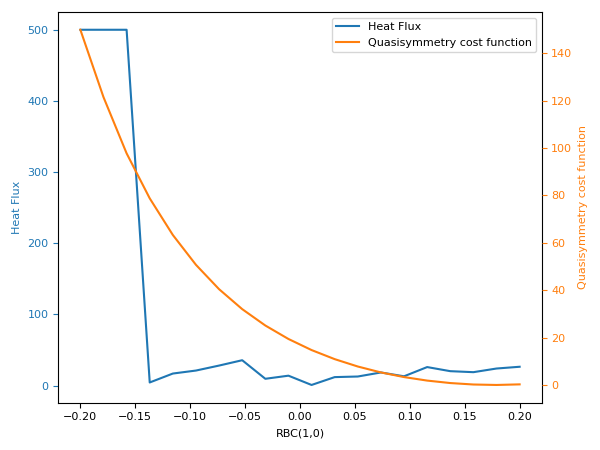 Heat Flux
Quasisymmetry cost function
500
400
300
200
100
0
Heat Flux
140
120
100
80
60
40
20
0
Quasisymmetry cost function
−0.20 −0.15 −0.10 −0.05 0.00 0.05 0.10 0.15 0.20
RBC(1,0)